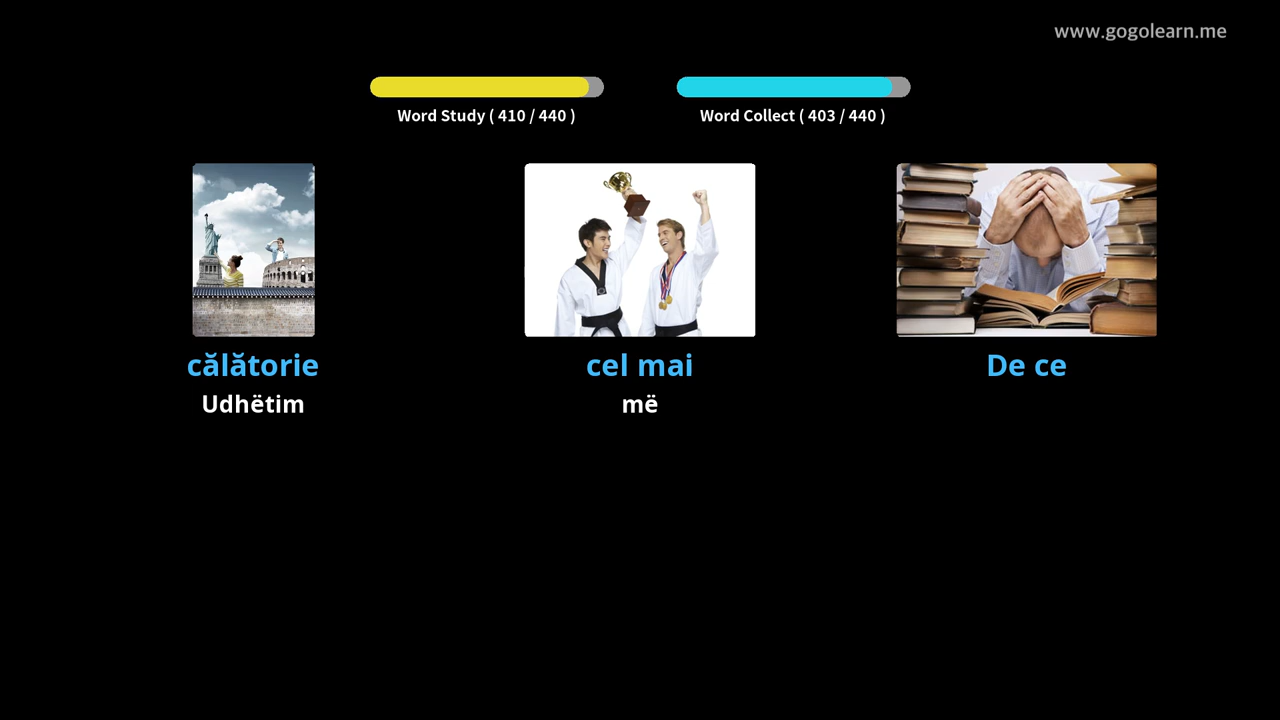 www.gogolearn.me
Word Study ( 410 / 440 )
Word Collect ( 403 / 440 )
călătorie
Udhëtim
cel mai
më
De ce